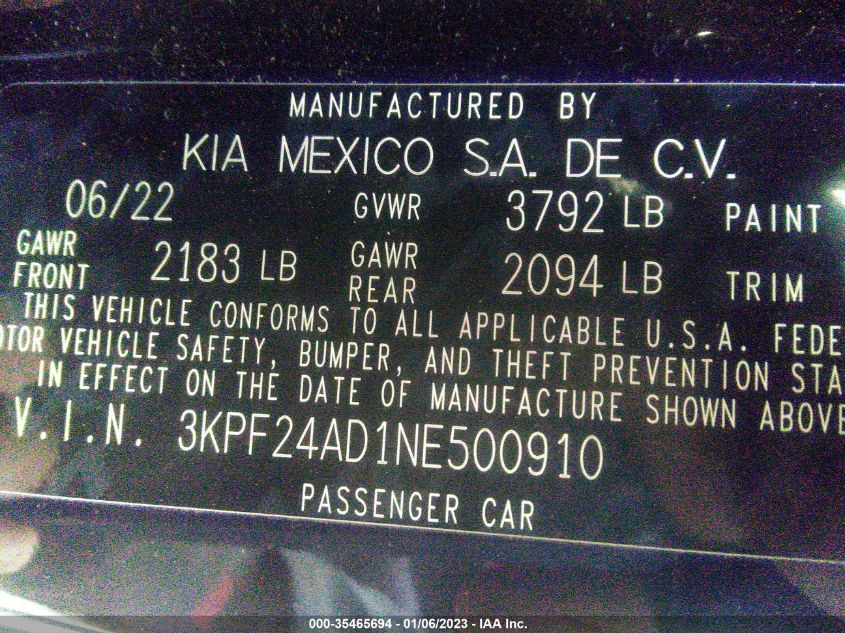 MANUFACTURED BY
KIA MEXICO S.A. DE C.V.
06/22 GVWR 3792 LB PAINT
GAWR FRONT 2183 LB GAWR REAR 2094 LB TRIM
THIS VEHICLE CONFORMS TO ALL APPLICABLE U.S.A. FEDE
OTOR VEHICLE SAFETY, BUMPER, AND THEFT PREVENTION STA
IN EFFECT ON THE DATE OF MANUFACTURE SHOWN ABOVE
V.I.N. 3KPF24AD1NE500910
PASSENGER CAR
000-35465694 - 01/06/2023 - IAA Inc.